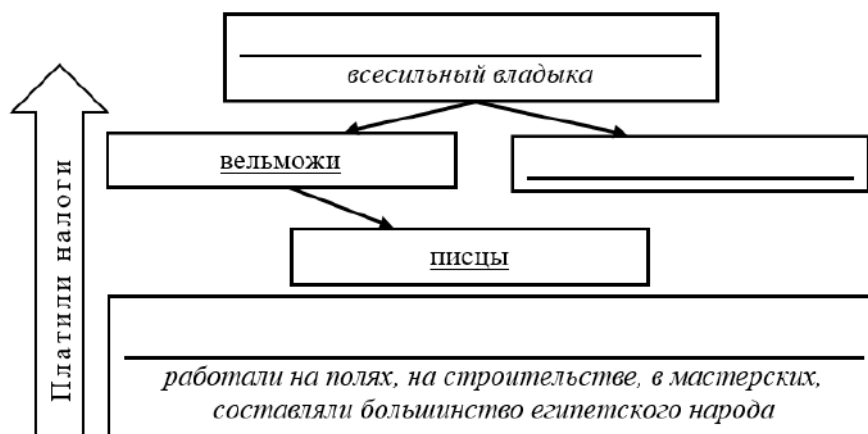 всесильный владыка
вельможи
писцы
Платили налоги
работали на полях, на строительстве, в мастерских,
составляли большинство египетского народа